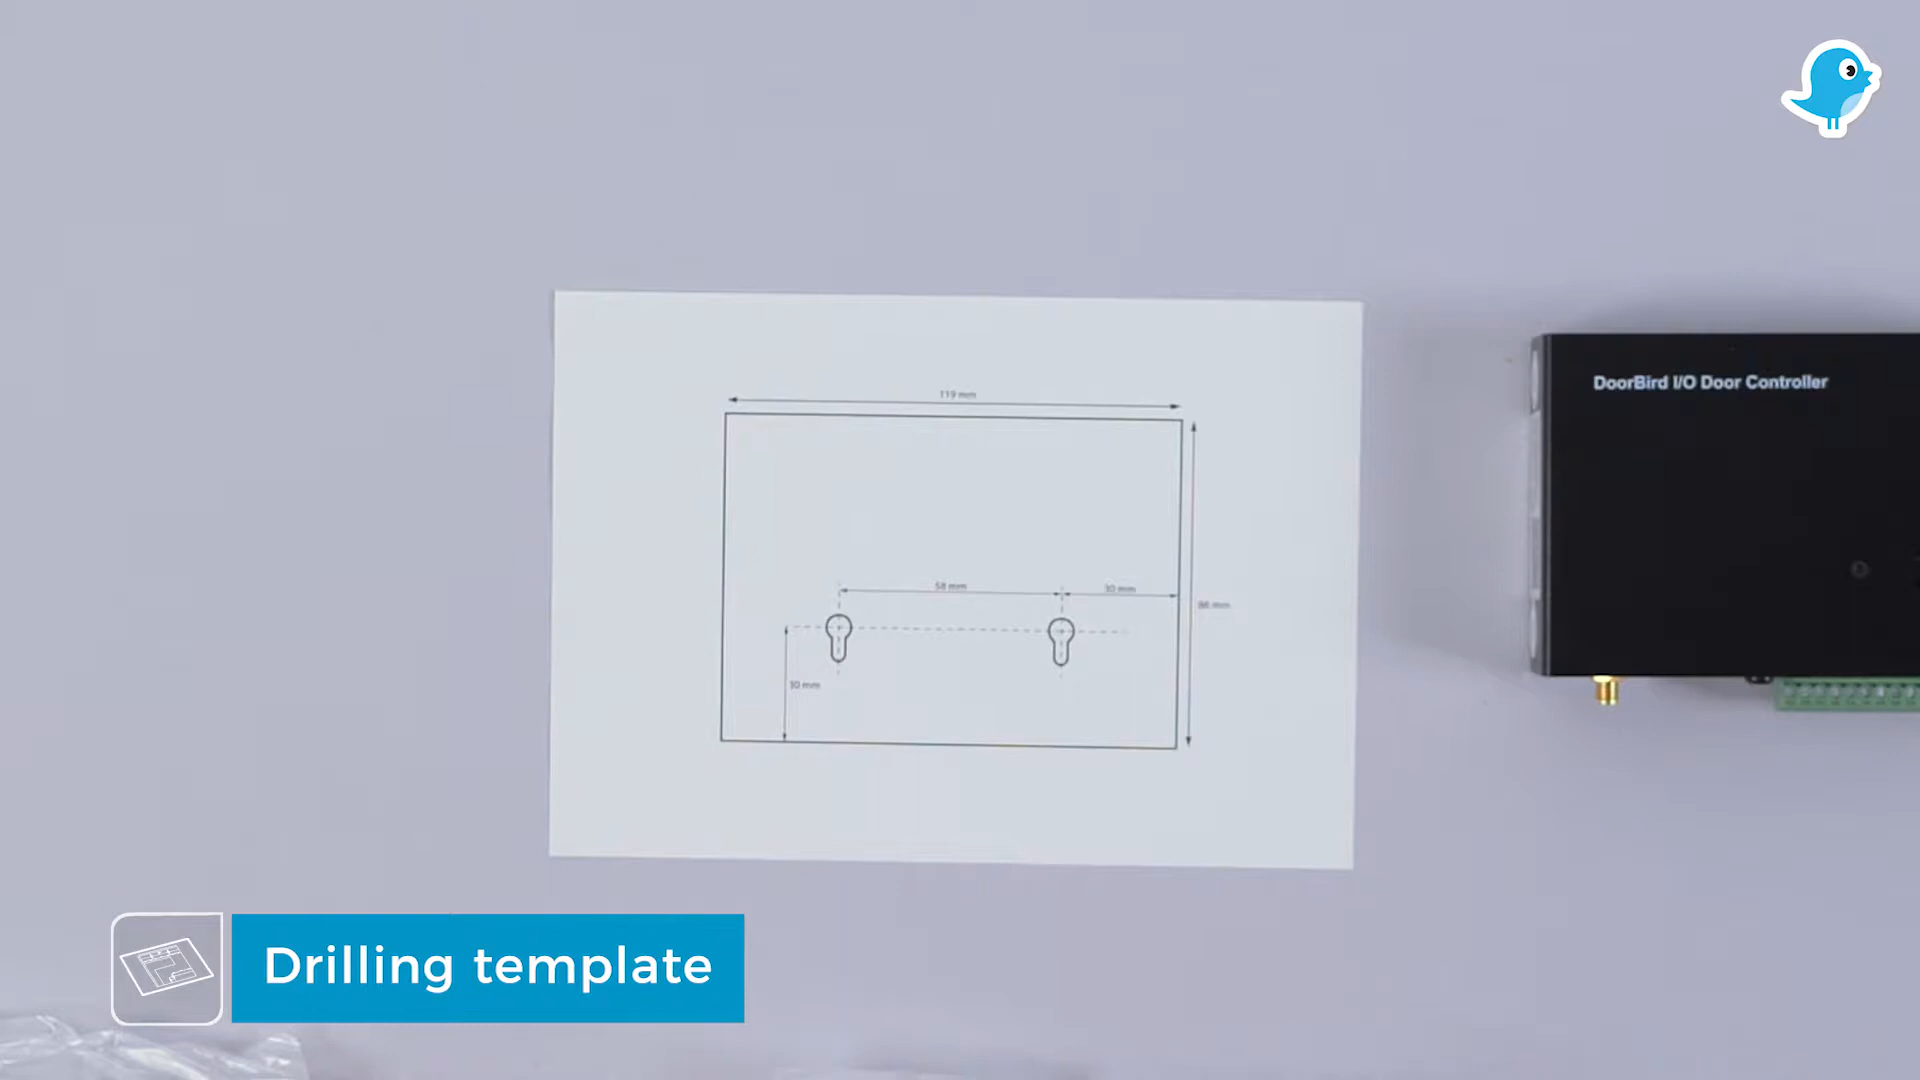 119 mm
DoorBird I/O Door Controller
58 mm
30 mm
86 mm
30 mm
Drilling template